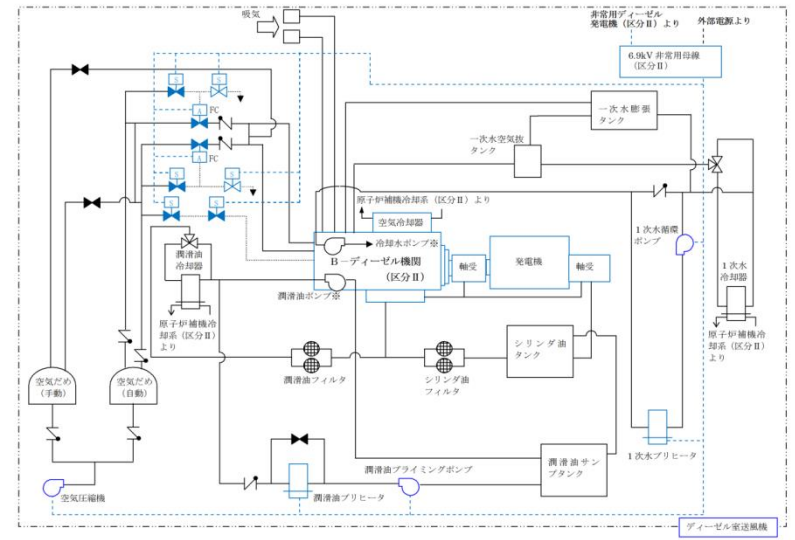 吸気
非常用ディーゼル
発電機（区分Ⅱ）より
外部電源より
6.9kV 非常用母線
（区分Ⅱ）
S
S
A
FC
A
FC
S
S
S
S
一次水膨張
タンク
一次水空気抜
タンク
原子炉補機冷却系（区分Ⅱ）より
空気冷却器
冷却水ポンプ※
B－ディーゼル機関
（区分Ⅱ）
潤滑油ポンプ※
軸受
発電機
軸受
1次水循環
ポンプ
1次水
冷却器
原子炉補機冷
却系（区分Ⅱ）
より
潤滑油
冷却器
原子炉補機冷
却系（区分Ⅱ）
より
潤滑油フィルタ
シリンダ油
フィルタ
シリンダ油
タンク
空気だめ
（手動）
空気だめ
（自動）
1次水プリヒータ
潤滑油サン
プタンク
潤滑油プライミングポンプ
潤滑油プリヒータ
空気圧縮機
ディーゼル室送風機